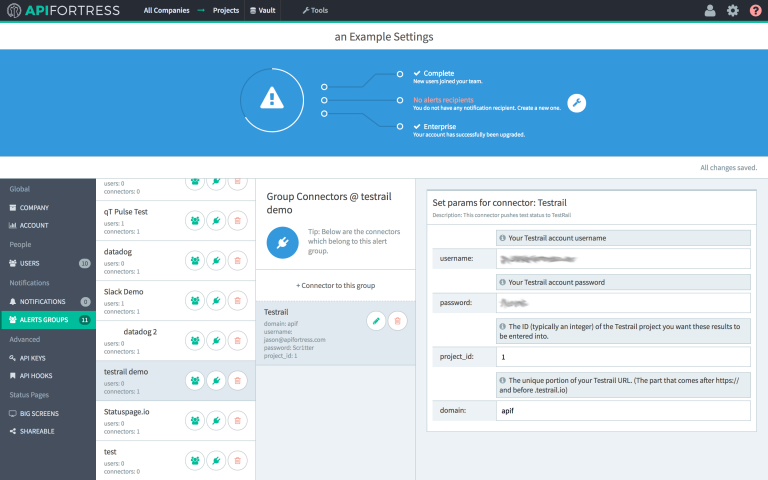 APIFORTRESS
All Companies
Projects
Vault
Tools
an Example Settings
Complete
New users joined your team.
No alerts recipients
You do not have any notification recipient. Create a new one.
Enterprise
Your account has successfully been upgraded.
All changes saved.
Global
COMPANY
ACCOUNT
People
USERS
Notifications
NOTIFICATIONS 0
ALERTS GROUPS 11
Advanced
API KEYS
API HOOKS
Status Pages
BIG SCREENS
SHAREABLE
users: 0
connectors: 0
qT Pulse Test
users: 1
connectors: 1
datadog
users: 0
connectors: 1
Slack Demo
users: 1
connectors: 1
datadog 2
users: 0
connectors: 1
testrail demo
users: 0
connectors: 1
Statuspage.io
users: 0
connectors: 1
test
users: 0
connectors: 0
Group Connectors @ testrail
demo
Tip: Below are the connectors
which belong to this alert
group.
+ Connector to this group
Testrail
domain: apif
username:
jason@apifortress.com
password: Scr1tter
project_id: 1
Set params for connector: Testrail
Description: This connector pushes test status to TestRail
Your Testrail account username
username:
Your Testrail account password
password:
The ID (typically an integer) of the Testrail project you want these results to
be entered into.
project_id:
1
The unique portion of your Testrail URL. (The part that comes after https://
and before .testrail.io)
domain:
apif